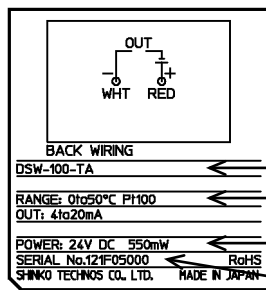 OUT
- +
WHT RED
BACK WIRING
DSW-100-TA
RANGE: 0to50°C Pt100
OUT: 4to20mA
POWER: 24V DC 550mW
SERIAL No.121F05000 RoHS
SHINKO TECHNOS CO., LTD. MADE IN JAPAN